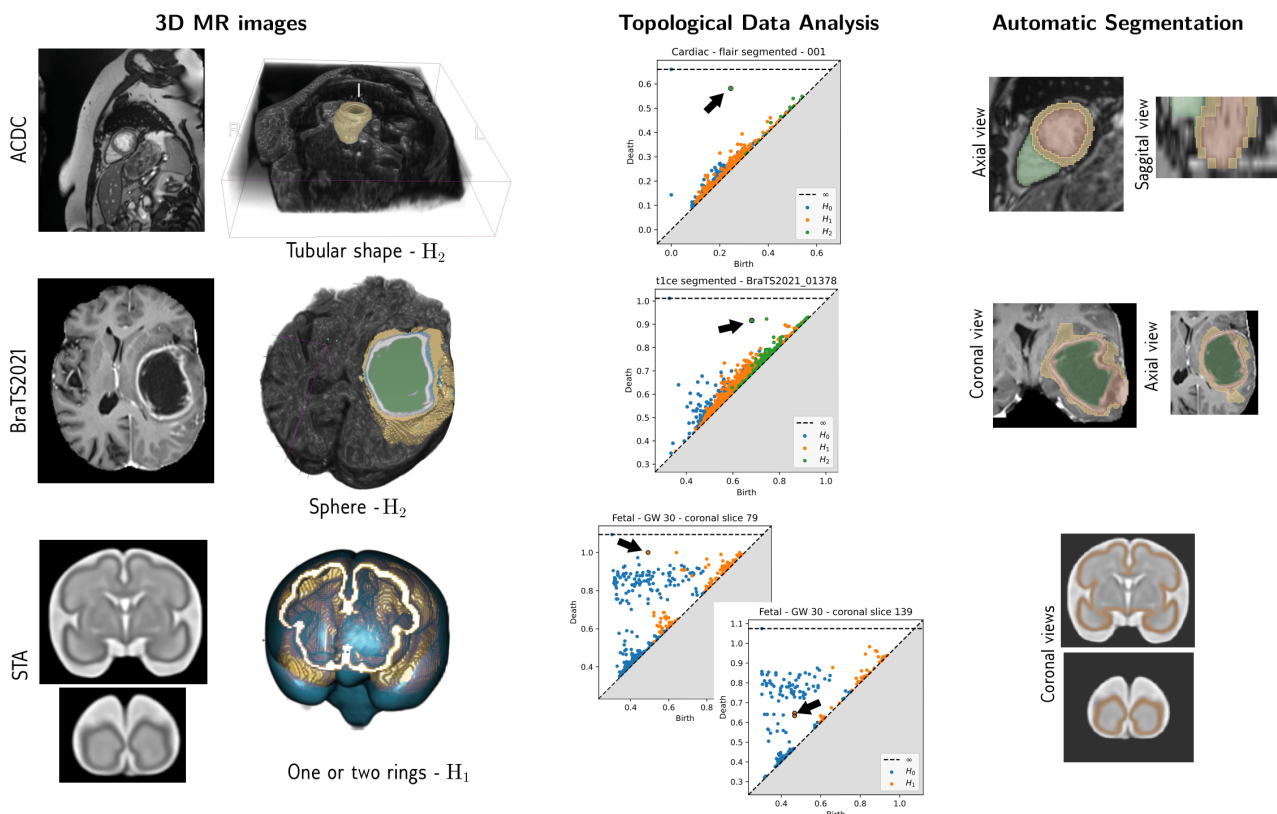 3D MR images
Topological Data Analysis
Automatic Segmentation
ACDC
R
L
Tubular shape - H₂
Cardiac - flair segmented - 001
Death
0.6
0.5
0.4
0.3
0.2
0.1
0.0
∞
H₀
H₁
H₂
0.0 0.2 0.4 0.6
Birth
Axial view
Saggital view
BraTS2021
Sphere - H₂
t1ce segmented - BraTS2021_01378
Death
1.0
0.9
0.8
0.7
0.6
0.5
0.4
0.3
∞
H₀
H₁
H₂
0.4 0.6 0.8 1.0
Birth
Coronal view
Axial view
STA
One or two rings - H₁
Fetal - GW 30 - coronal slice 79
Death
1.0
0.8
0.6
0.4
0.4 0.6 0.8
Birth
Fetal - GW 30 - coronal slice 139
Death
1.1
1.0
0.9
0.8
0.7
0.6
0.5
0.4
0.3
∞
H₀
H₁
0.4 0.6 0.8 1.0
Birth
Coronal views